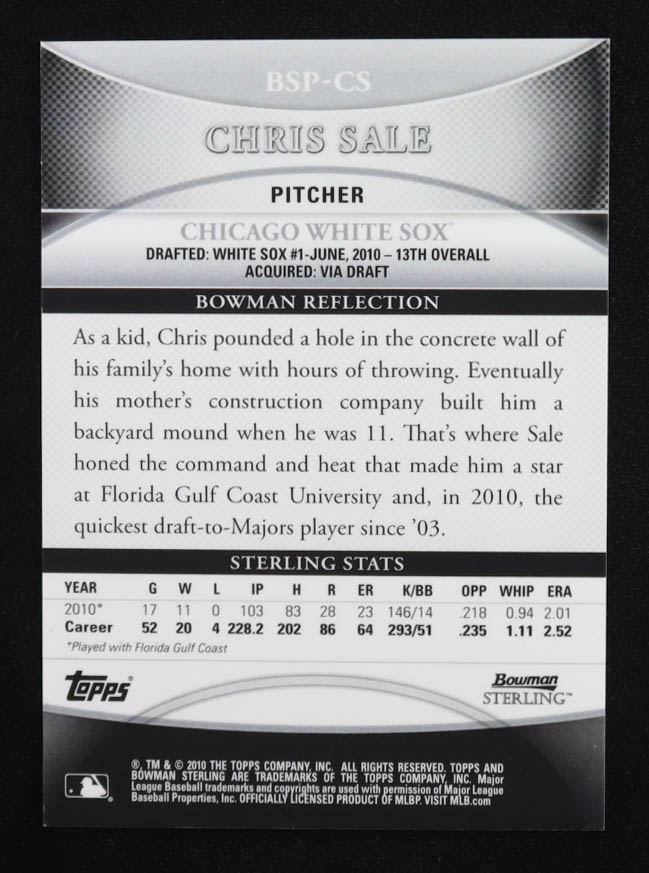 BSP-CS
CHRIS SALE
PITCHER
CHICAGO WHITE SOX®
DRAFTED: WHITE SOX #1-JUNE, 2010 – 13TH OVERALL
ACQUIRED: VIA DRAFT
BOWMAN REFLECTION
As a kid, Chris pounded a hole in the concrete wall of
his family's home with hours of throwing. Eventually
his mother's construction company built him a
backyard mound when he was 11. That's where Sale
honed the command and heat that made him a star
at Florida Gulf Coast University and, in 2010, the
quickest draft-to-Majors player since '03.
STERLING STATS
YEAR G W L IP H R ER K/BB OPP WHIP ERA
2010* 17 11 0 103 83 28 23 146/14 .218 0.94 2.01
Career 52 20 4 228.2 202 86 64 293/51 .235 1.11 2.52
*Played with Florida Gulf Coast
Topps®
Bowman
STERLING™
®, TM & © 2010 THE TOPPS COMPANY, INC. ALL RIGHTS RESERVED. TOPPS AND
BOWMAN STERLING ARE TRADEMARKS OF THE TOPPS COMPANY, INC. Major
League Baseball trademarks and copyrights are used with permission of Major League
Baseball Properties, Inc. OFFICIALLY LICENSED PRODUCT OF MLBP. VISIT MLB.com